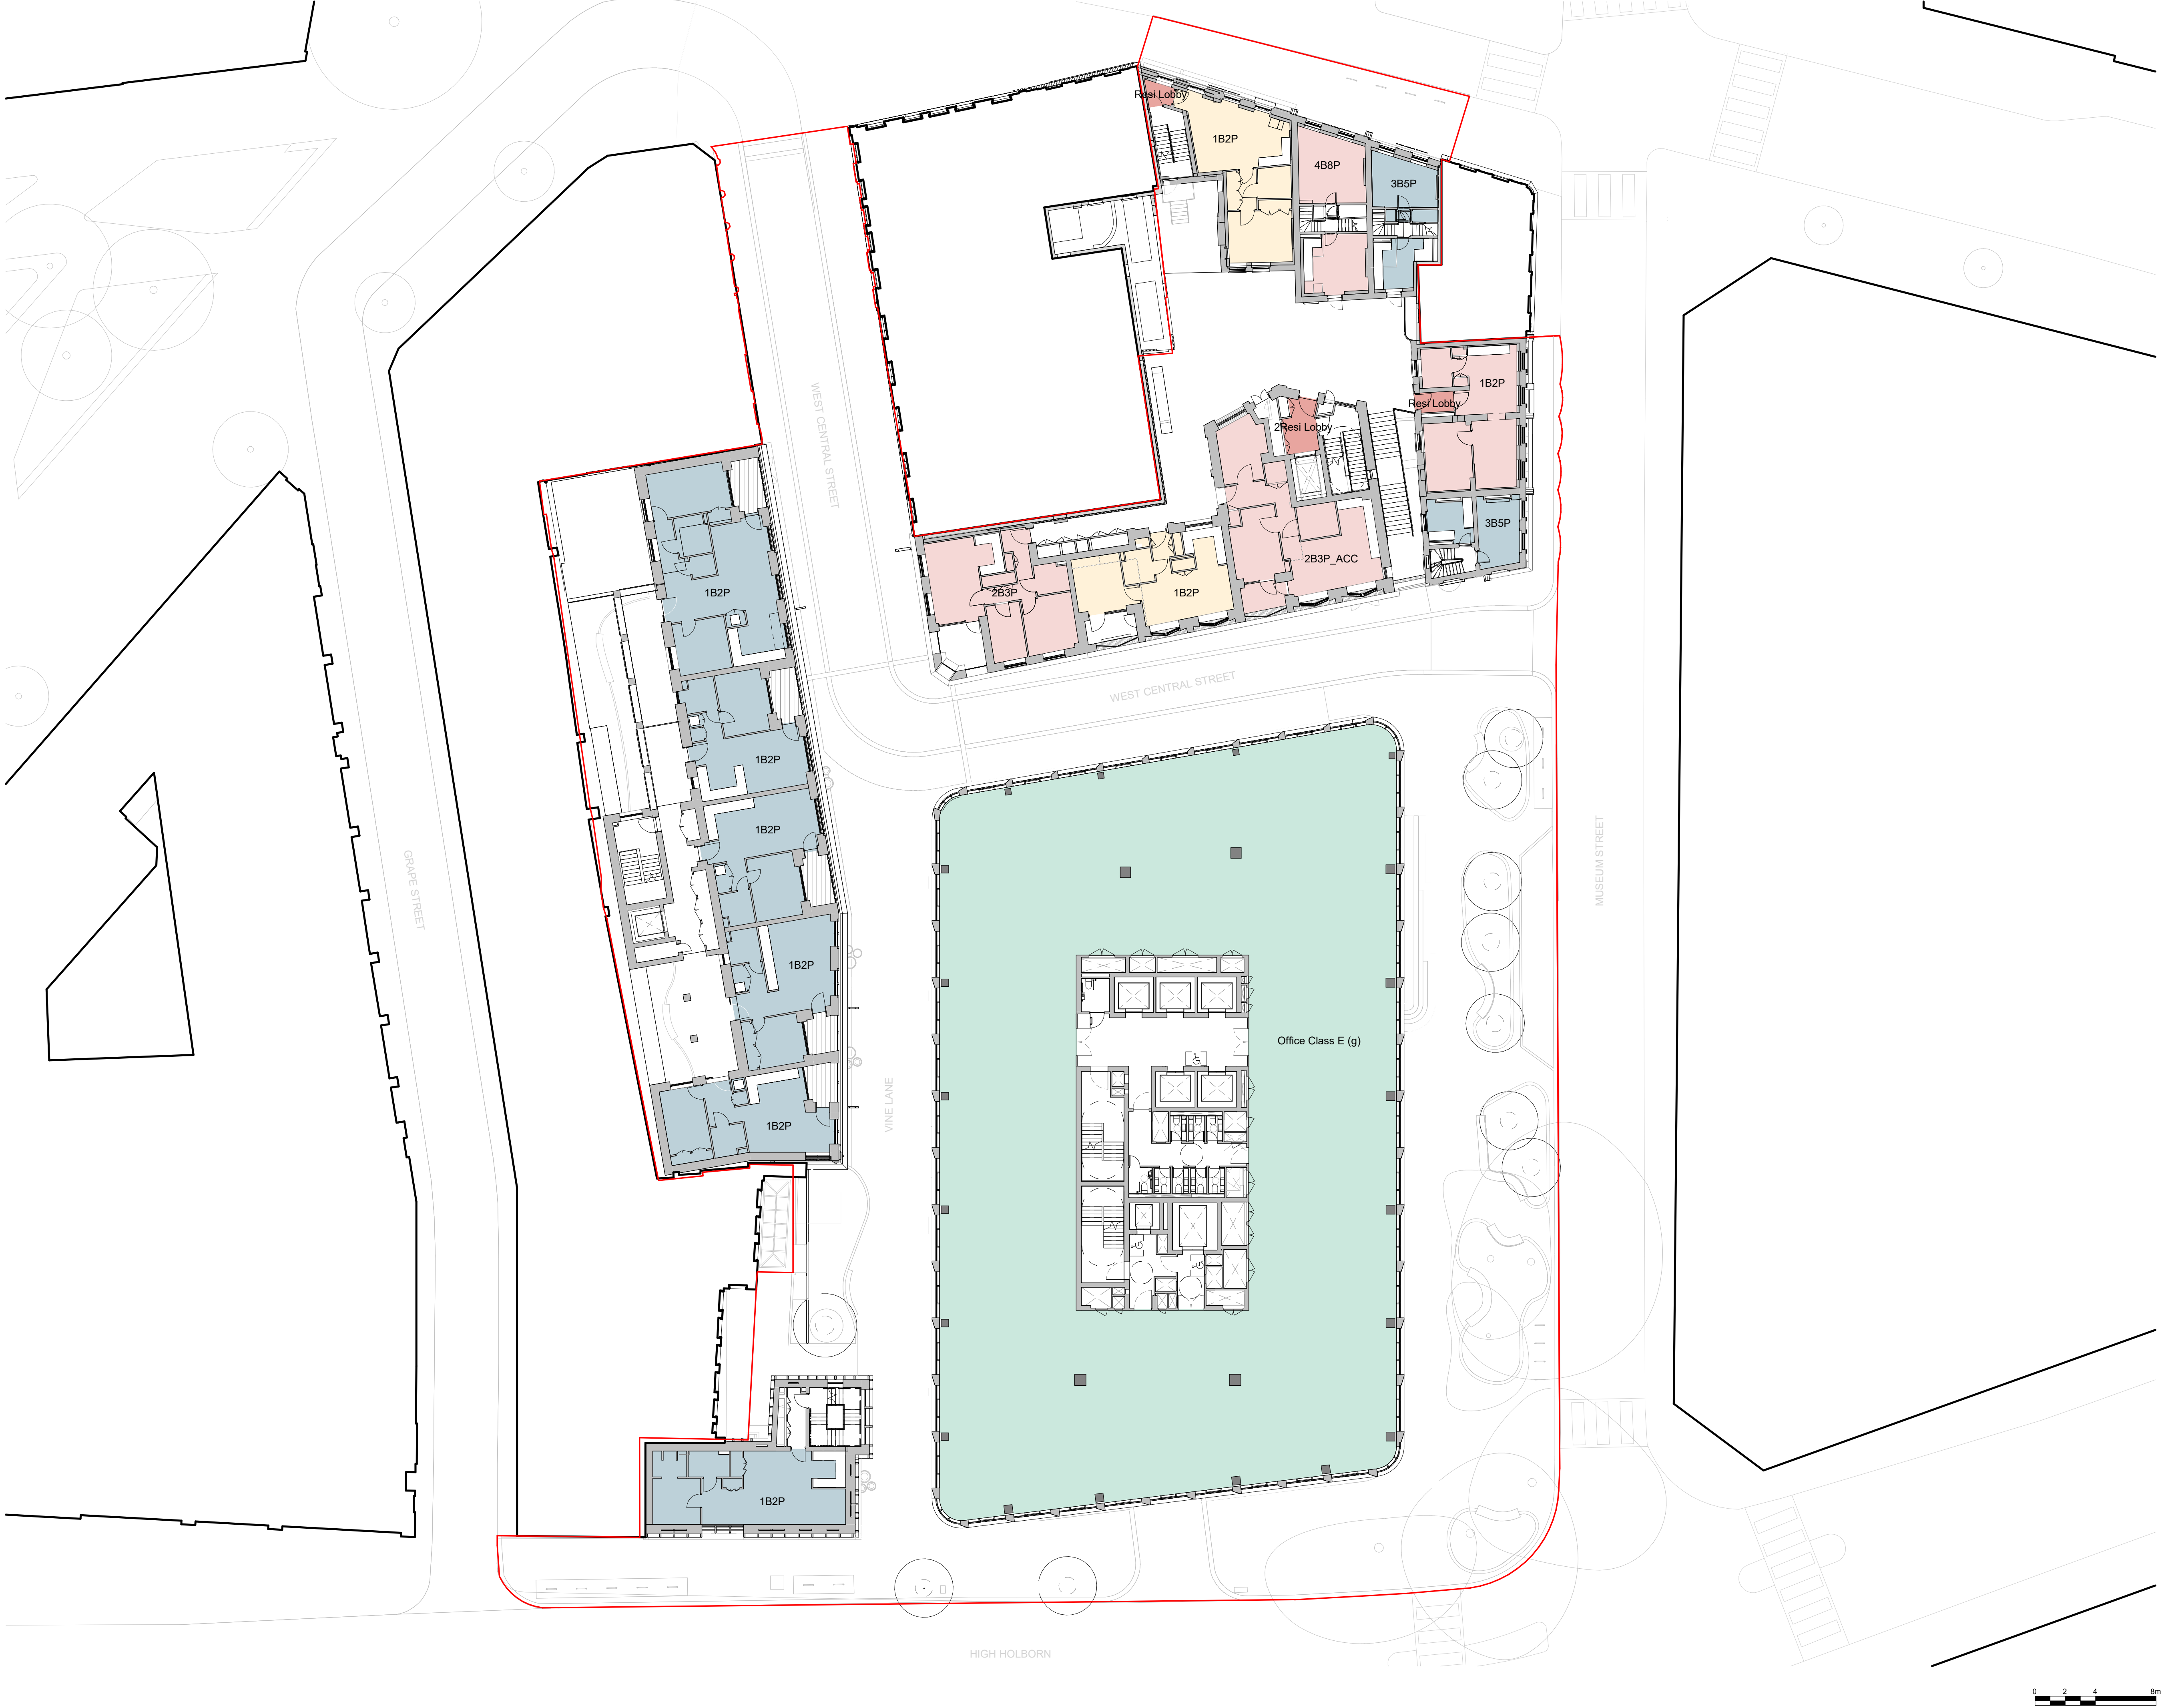 Resi Lobby
1B2P
4B8P
3B5P
1B2P
Resi Lobby
2Resi Lobby
WEST CENTRAL STREET
3B5P
2B3P_ACC
2B3P
1B2P
1B2P
WEST CENTRAL STREET
1B2P
1B2P
GRAPE STREET
MUSEUM STREET
1B2P
Office Class E (g)
VINE LANE
1B2P
1B2P
HIGH HOLBORN
0 2 4 8m